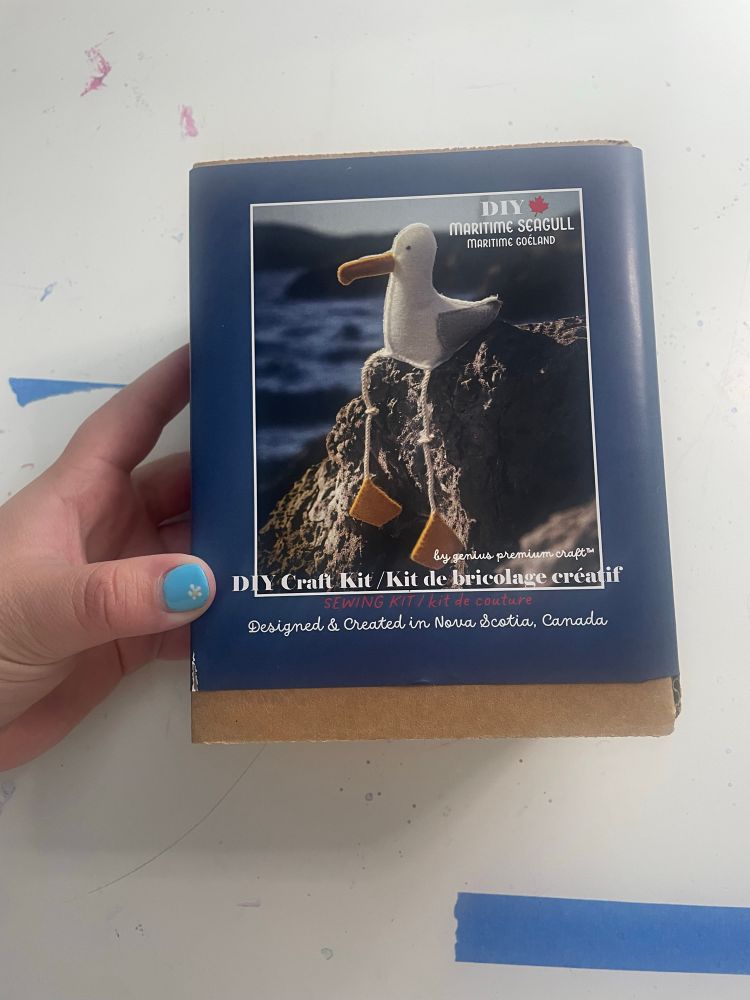 DIY
MARITIME SEAGULL
MARITIME GOÉLAND
by genius premium craft™
DIY Craft Kit / Kit de bricolage créatif
SEWING KIT / kit de couture
Designed & Created in Nova Scotia, Canada